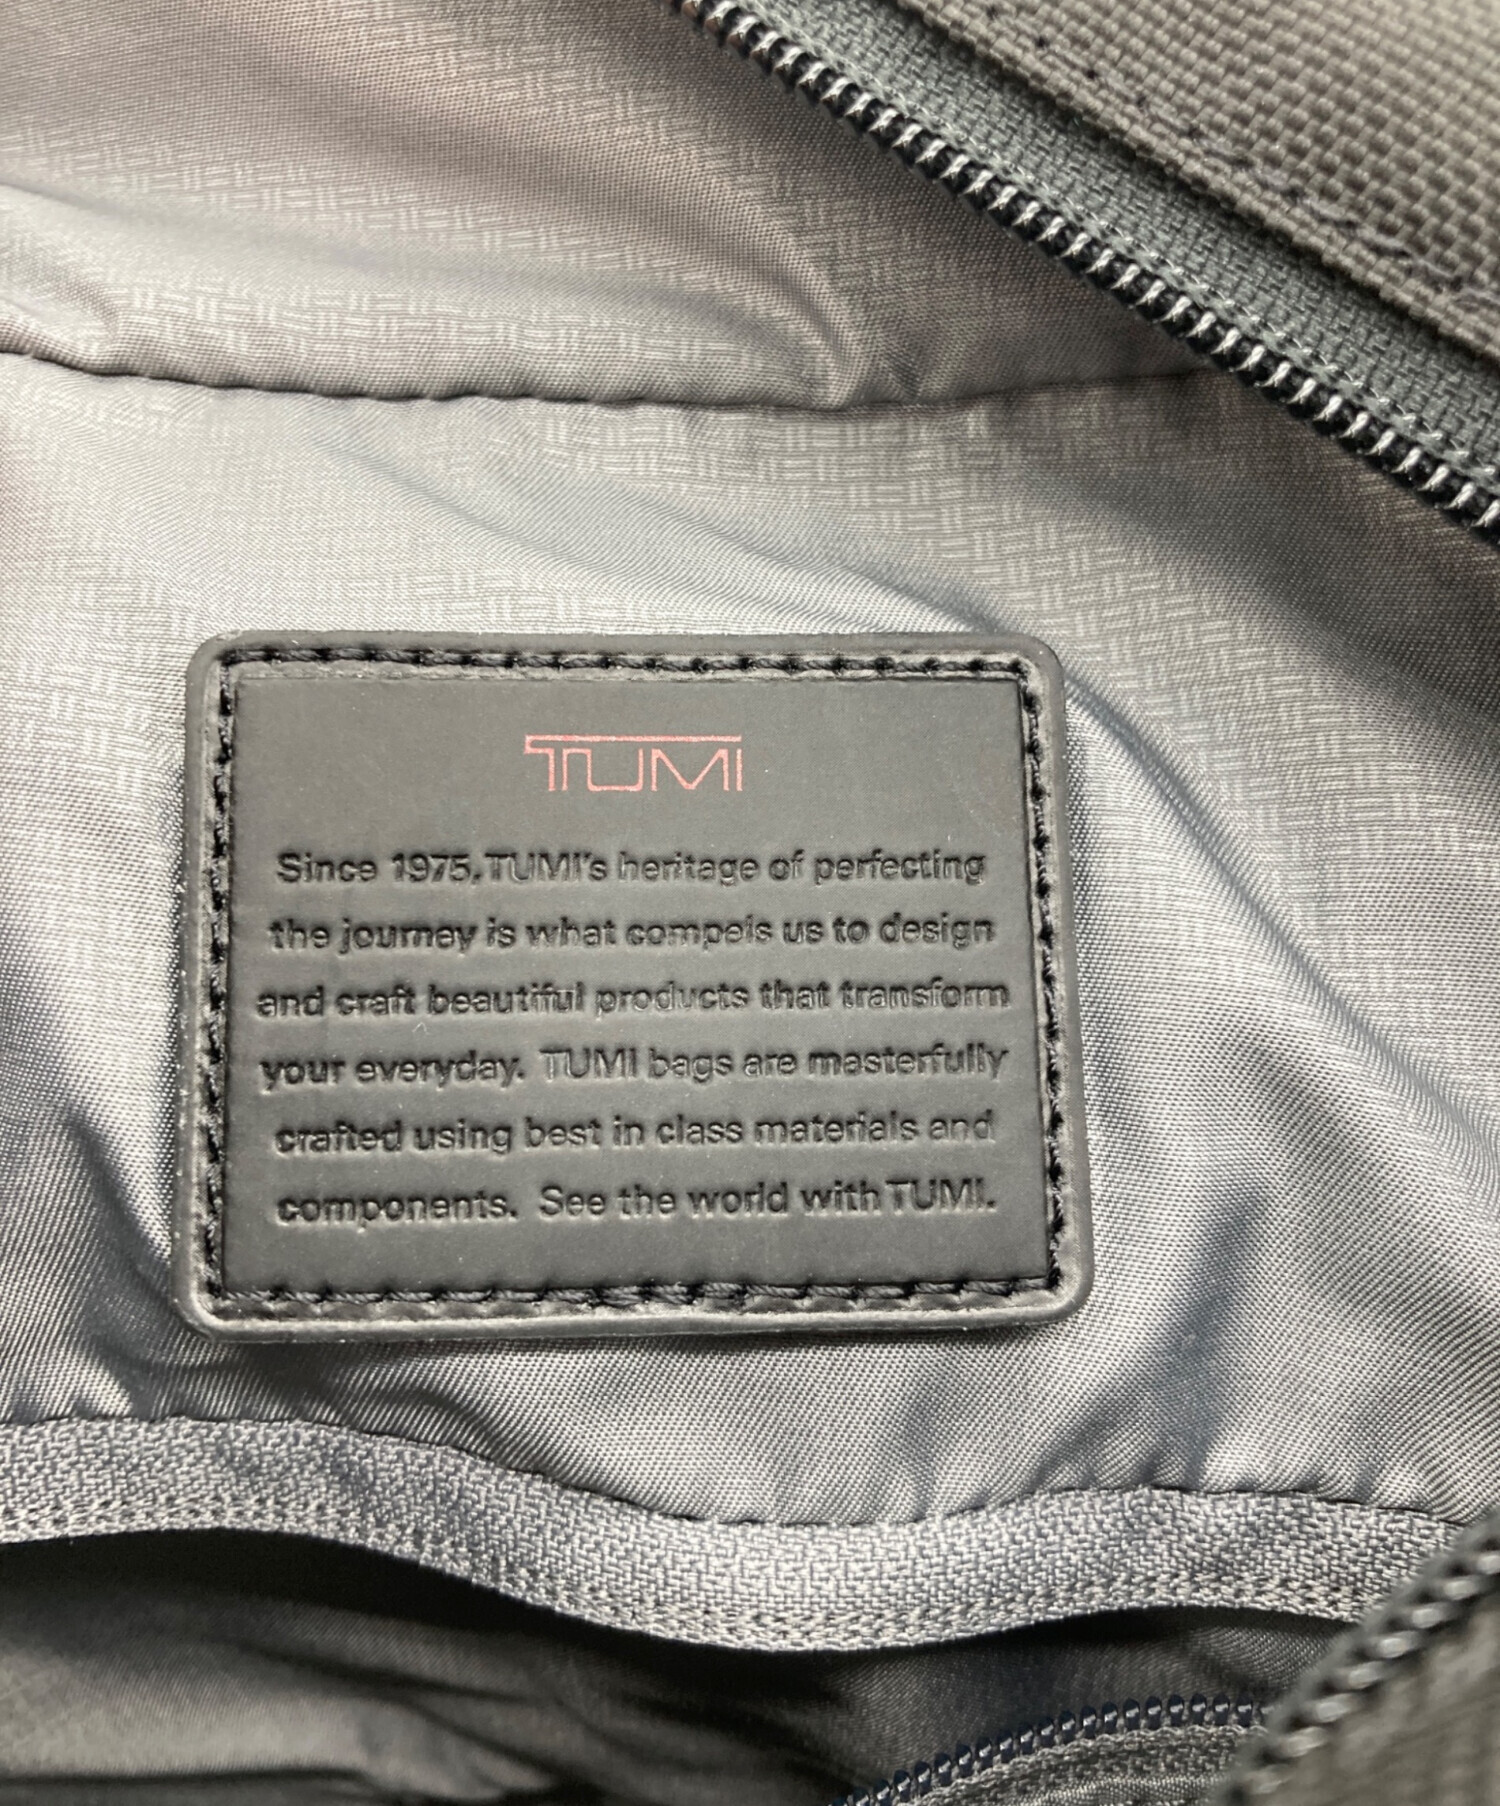 TUMI
Since 1975, TUMI's heritage of perfecting
the journey is what compels us to design
and craft beautiful products that transform
your everyday. TUMI bags are masterfully
crafted using best in class materials and
components. See the world with TUMI.